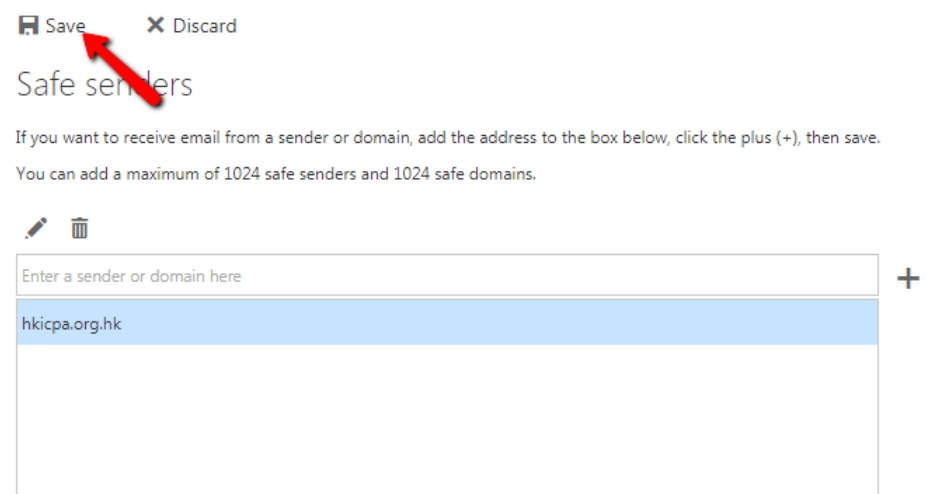 Save Discard
Safe senders
If you want to receive email from a sender or domain, add the address to the box below, click the plus (+), then save.
You can add a maximum of 1024 safe senders and 1024 safe domains.
Enter a sender or domain here
hkicpa.org.hk